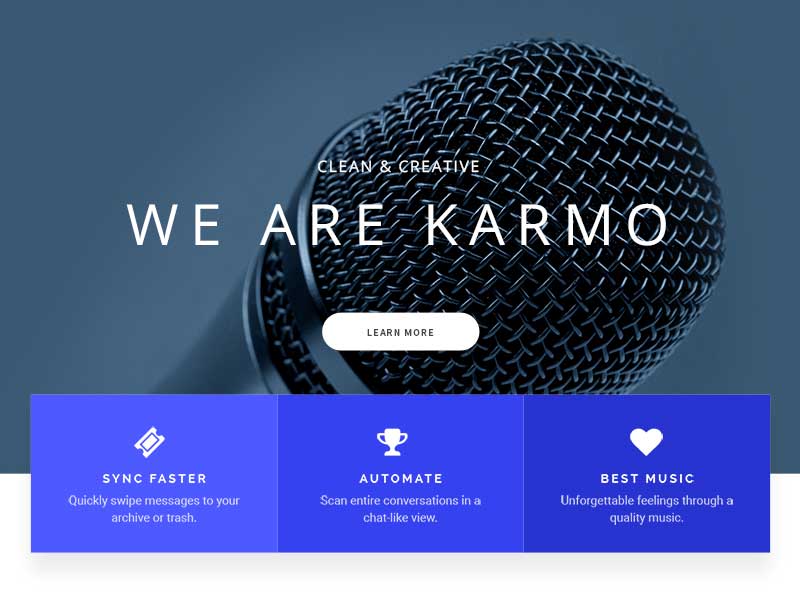 CLEAN & CREATIVE
WE ARE KARMO
LEARN MORE
SYNC FASTER
Quickly swipe messages to your
archive or trash.
AUTOMATE
Scan entire conversations in a
chat-like view.
BEST MUSIC
Unforgettable feelings through a
quality music.